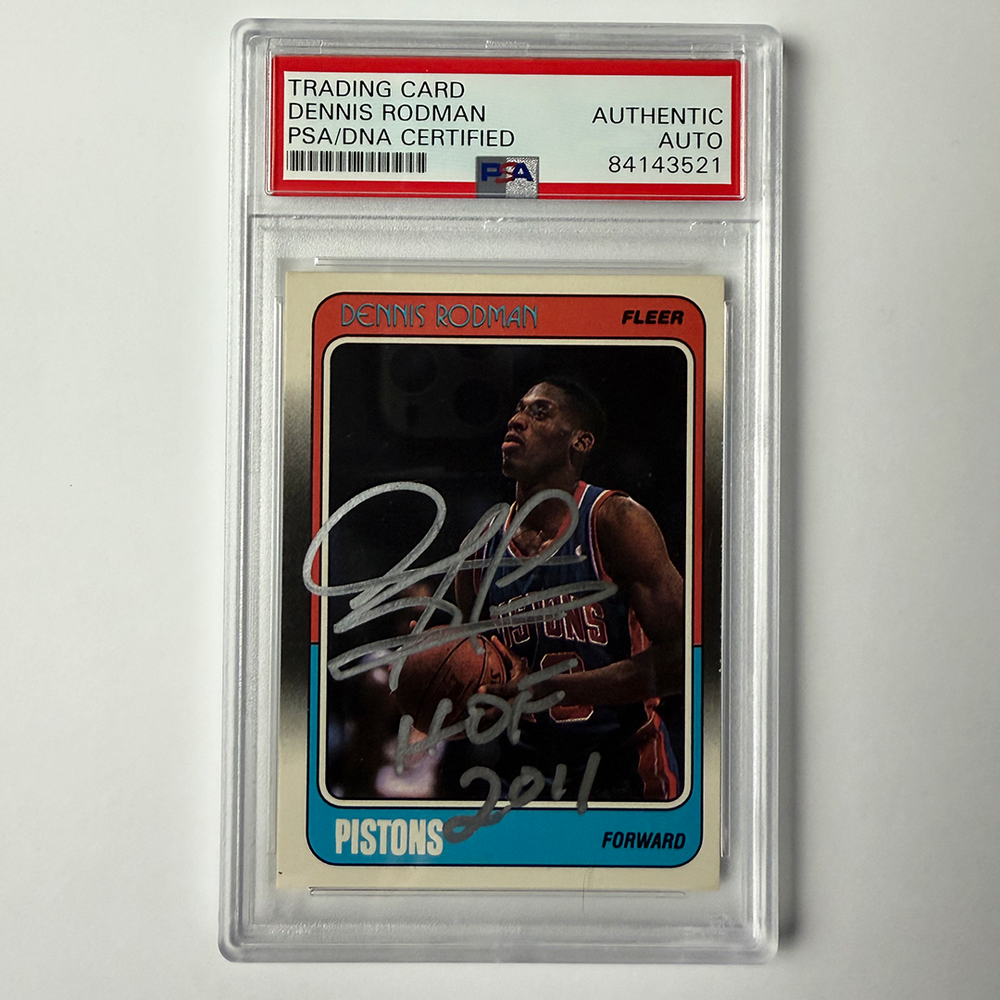 TRADING CARD
DENNIS RODMAN
PSA/DNA CERTIFIED
AUTHENTIC
AUTO
84143521
PSA
DENNIS RODMAN FLEER
PISTONS
HOF
2011
PISTONS FORWARD